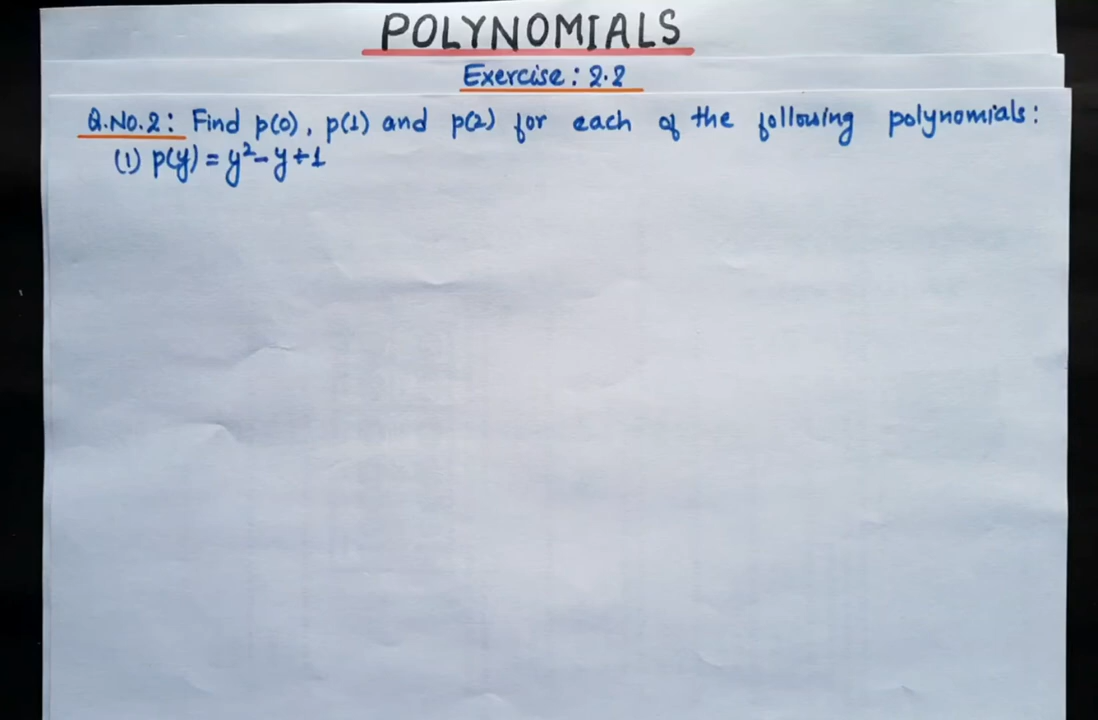 POLYNOMIALS
Exercise: 2.2
Q.No.2: Find p(0), p(1) and p(2) for each of the following polynomials:
(1) p(y) = y² - y + 1